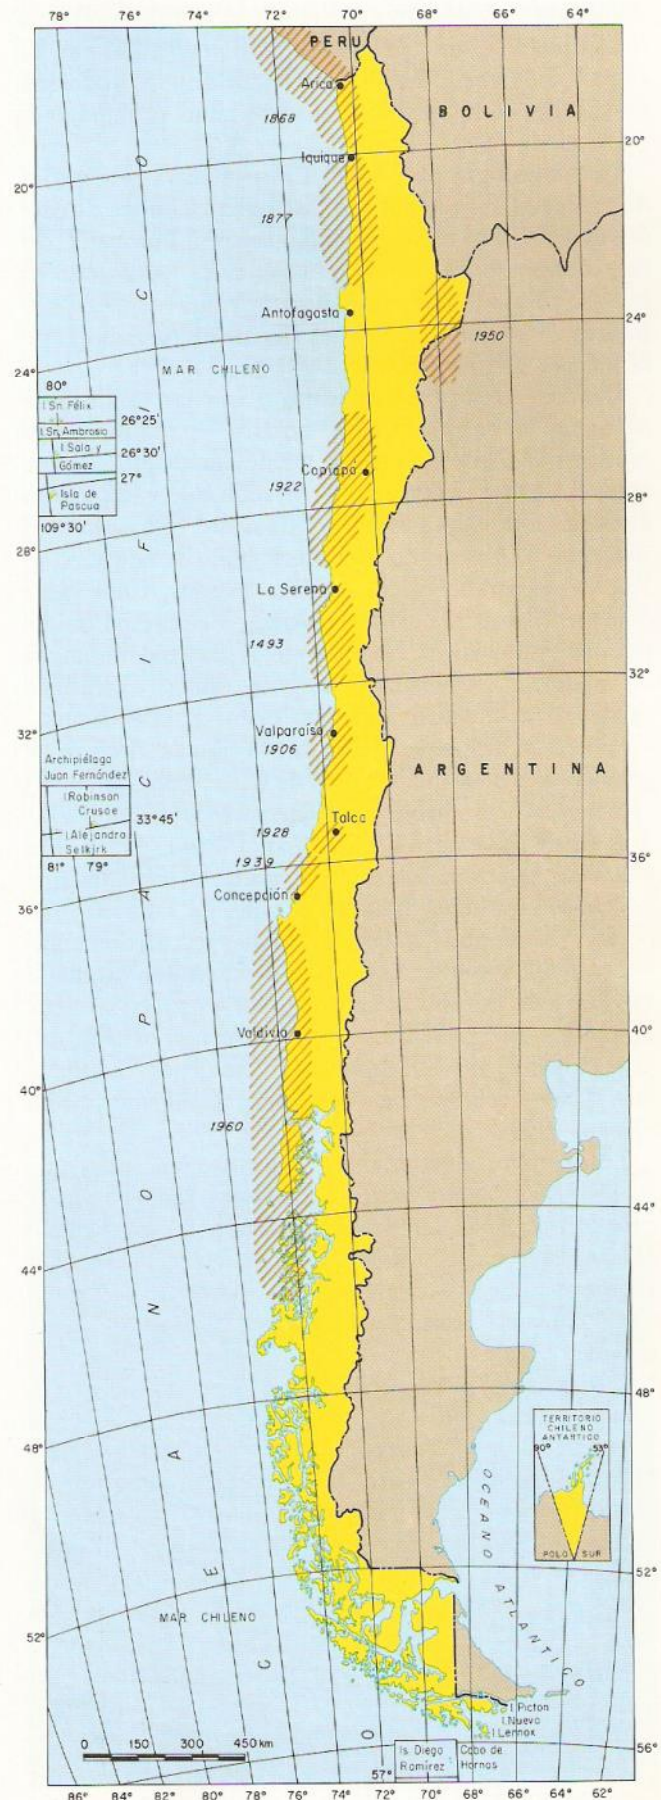 78° 76° 74° 72° 70° 68° 66° 64°
PERU
Arica
BOLIVIA
1868
20°
Iquique
20°
1877
Antofagasta
24°
1950
MAR CHILENO
24°
80°
I Sn. Félix
26°25'
I.Sn. Ambrosio
I Sala y
26°30'
Gómez
27°
Isla de
Pascua
109°30'
Copiapó
1922
28°
28°
La Serena
1493
32°
32°
Valparaíso
1906
ARGENTINA
Archipiélago
Juan Fernández
I.Robinson
Crusoe
33°45'
I.Alejandro
Selkirk
81° 79°
Talca
1928
1939
36°
Concepción
36°
Valdivia
40°
40°
1960
44°
44°
48°
48°
TERRITORIO
CHILENO
ANTARTICO
90° 53°
POLO SUR
OCEANO ATLANTICO
52°
52°
MAR CHILENO
OCEANO PACIFICO
I Picton
I.Nueva
I Lennox
0 150 300 450 km
Is. Diego
Ramírez
Cabo de
Hornos
57°
56°
86° 84° 82° 80° 78° 76° 74° 72° 70° 68° 66° 64° 62°